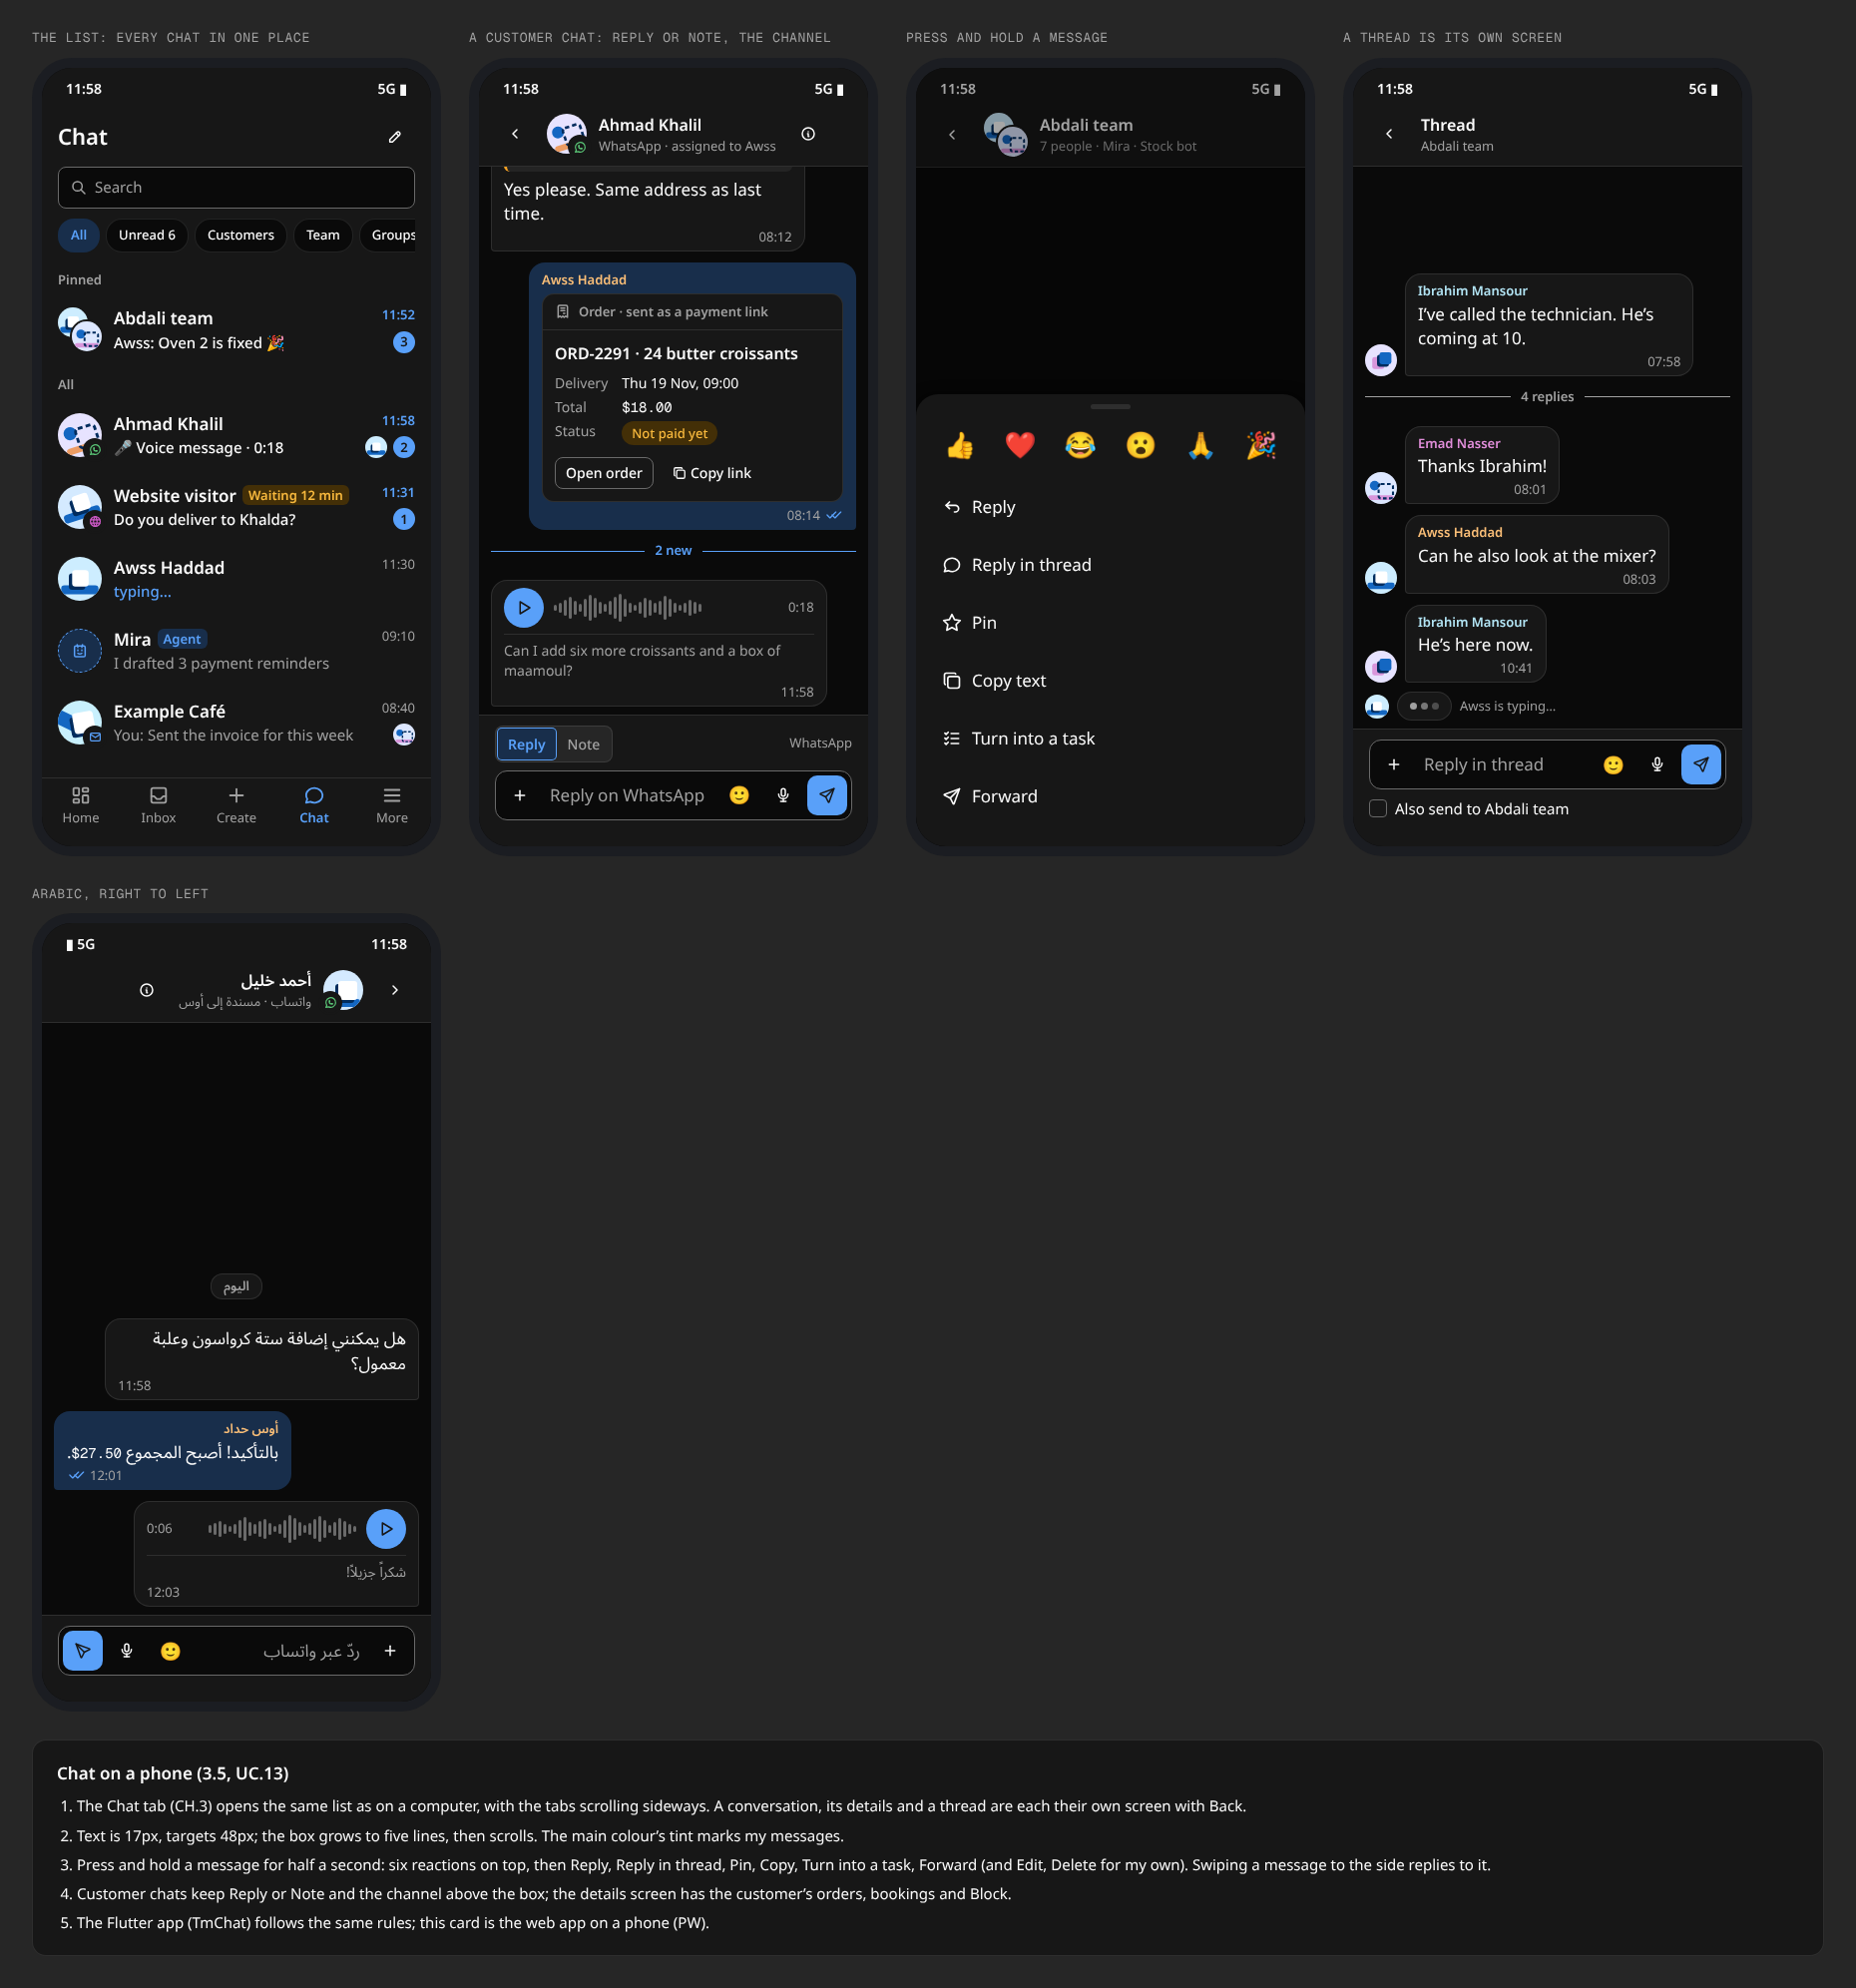 THE LIST: EVERY CHAT IN ONE PLACE
11:58
5G
Chat
Search
All
Unread 6
Customers
Team
Groups
Pinned
Abdali team
11:52
Awss: Oven 2 is fixed 🎉
3
All
Ahmad Khalil
11:58
🎤 Voice message · 0:18
2
Website visitor
Waiting 12 min
11:31
Do you deliver to Khalda?
1
Awss Haddad
11:30
typing...
Mira
Agent
09:10
I drafted 3 payment reminders
Example Café
08:40
You: Sent the invoice for this week
Home
Inbox
Create
Chat
More
A CUSTOMER CHAT: REPLY OR NOTE, THE CHANNEL
11:58
5G
Ahmad Khalil
WhatsApp · assigned to Awss
Yes please. Same address as last
time.
08:12
Awss Haddad
Order · sent as a payment link
ORD-2291 · 24 butter croissants
Delivery Thu 19 Nov, 09:00
Total $18.00
Status Not paid yet
Open order
Copy link
08:14
2 new
0:18
Can I add six more croissants and a box of
maamoul?
11:58
Reply
Note
WhatsApp
Reply on WhatsApp
PRESS AND HOLD A MESSAGE
11:58
5G
Abdali team
7 people · Mira · Stock bot
👍 ❤️ 😂 😮 🙏 🎉
Reply
Reply in thread
Pin
Copy text
Turn into a task
Forward
A THREAD IS ITS OWN SCREEN
11:58
5G
Thread
Abdali team
Ibrahim Mansour
I've called the technician. He's
coming at 10.
07:58
4 replies
Emad Nasser
Thanks Ibrahim!
08:01
Awss Haddad
Can he also look at the mixer?
08:03
Ibrahim Mansour
He's here now.
10:41
Awss is typing...
Reply in thread
Also send to Abdali team
ARABIC, RIGHT TO LEFT
11:58
5G
أحمد خليل
واتساب · مسندة إلى أوس
اليوم
هل يمكنني إضافة ستة كرواسون وعلبة
معمول؟
11:58
أوس حداد
بالتأكيد! أصبح المجموع $27.50.
12:01
0:06
شكراً جزيلاً!
12:03
ردّ عبر واتساب
Chat on a phone (3.5, UC.13)
1. The Chat tab (CH.3) opens the same list as on a computer, with the tabs scrolling sideways. A conversation, its details and a thread are each their own screen with Back.
2. Text is 17px, targets 48px; the box grows to five lines, then scrolls. The main colour's tint marks my messages.
3. Press and hold a message for half a second: six reactions on top, then Reply, Reply in thread, Pin, Copy, Turn into a task, Forward (and Edit, Delete for my own). Swiping a message to the side replies to it.
4. Customer chats keep Reply or Note and the channel above the box; the details screen has the customer's orders, bookings and Block.
5. The Flutter app (TmChat) follows the same rules; this card is the web app on a phone (PW).